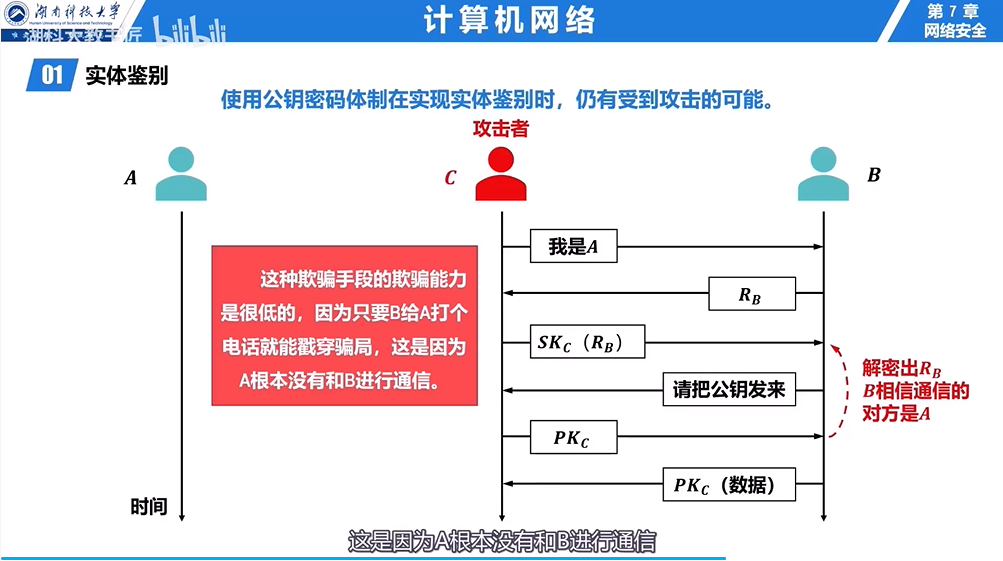 湖南科技大学
Hunan University of Science and Technology
计算机网络
第 7 章
网络安全
湖科大教书匠
bilibili
01 实体鉴别
使用公钥密码体制在实现实体鉴别时，仍有受到攻击的可能。
攻击者
A
C
B
我是A
这种欺骗手段的欺骗能力
是很低的，因为只要B给A打个
电话就能戳穿骗局，这是因为
A根本没有和B进行通信。
R_B
SK_C（R_B）
请把公钥发来
解密出R_B
B相信通信的
对方是A
PK_C
PK_C（数据）
时间
这是因为A根本没有和B进行通信